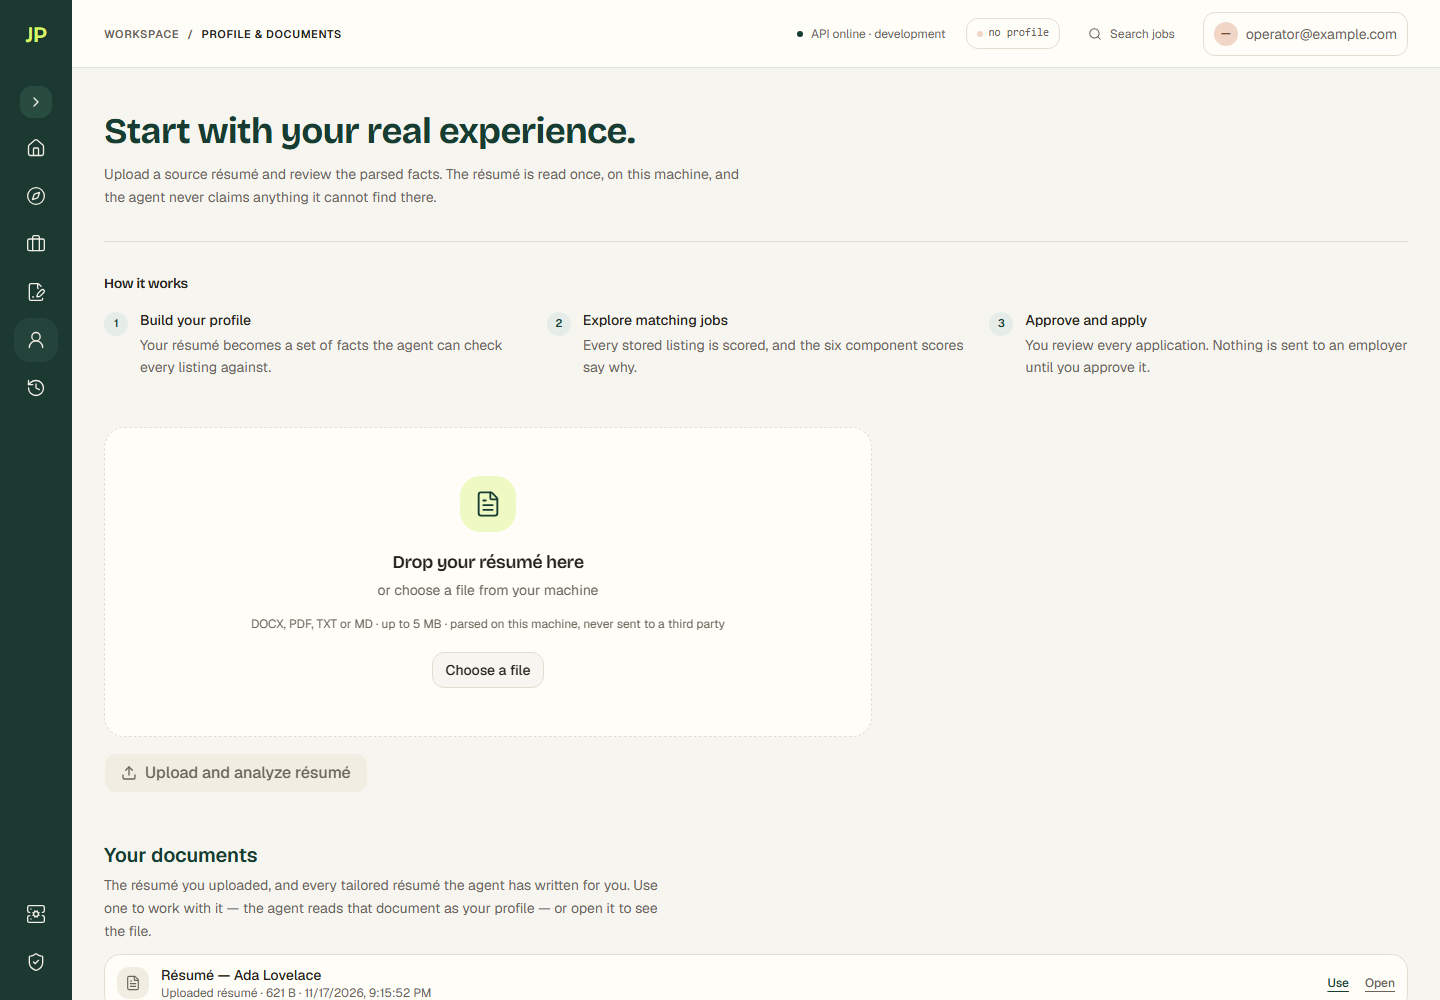 JP
WORKSPACE / PROFILE & DOCUMENTS
API online · development
no profile
Search jobs
operator@example.com
Start with your real experience.
Upload a source résumé and review the parsed facts. The résumé is read once, on this machine, and
the agent never claims anything it cannot find there.
How it works
1
Build your profile
Your résumé becomes a set of facts the agent can check
every listing against.
2
Explore matching jobs
Every stored listing is scored, and the six component scores
say why.
3
Approve and apply
You review every application. Nothing is sent to an employer
until you approve it.
Drop your résumé here
or choose a file from your machine
DOCX, PDF, TXT or MD · up to 5 MB · parsed on this machine, never sent to a third party
Choose a file
Upload and analyze résumé
Your documents
The résumé you uploaded, and every tailored résumé the agent has written for you. Use
one to work with it — the agent reads that document as your profile — or open it to see
the file.
Résumé — Ada Lovelace
Uploaded résumé · 621 B · 11/17/2026, 9:15:52 PM
Use
Open